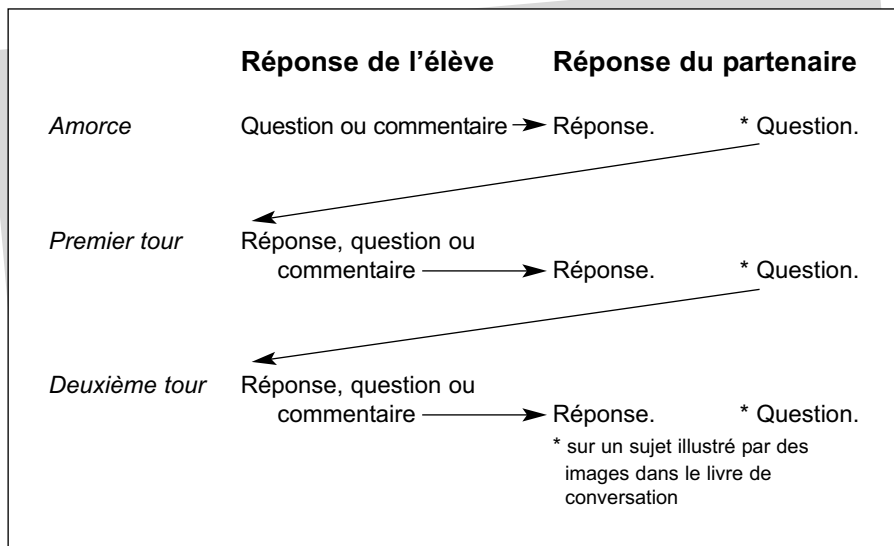 Réponse de l'élève Réponse du partenaire
Amorce Question ou commentaire Réponse. * Question.
Premier tour Réponse, question ou
commentaire Réponse. * Question.
Deuxième tour Réponse, question ou
commentaire Réponse. * Question.
* sur un sujet illustré par des
images dans le livre de
conversation